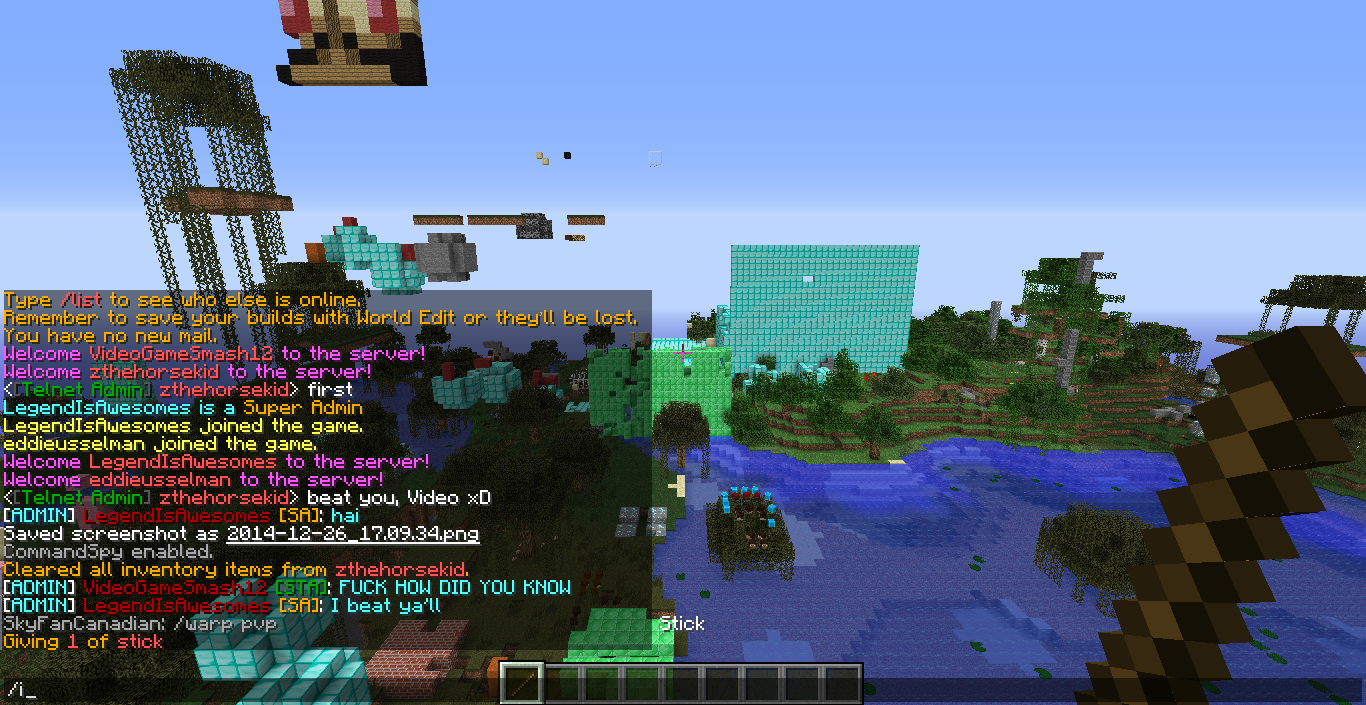 Type /list to see who else is online.
Remember to save your builds with World Edit or they'll be lost.
You have no new mail.
Welcome VideoGameSmash12 to the server!
Welcome zthehorsekid to the server!
<[Telnet Admin] zthehorsekid> first
LegendIsAwesomes is a Super Admin
LegendIsAwesomes joined the game.
eddieusselman joined the game.
Welcome LegendIsAwesomes to the server!
Welcome eddieusselman to the server!
<[Telnet Admin] zthehorsekid> beat you, Video xD
[ADMIN] LegendIsAwesomes [SA]: hai
Saved screenshot as 2014-12-26_17.09.34.png
CommandSpy enabled.
Cleared all inventory items from zthehorsekid.
[ADMIN] VideoGameSmash12 [STA]: FUCK HOW DID YOU KNOW
[ADMIN] LegendIsAwesomes [SA]: I beat ya'll
SkyFanCanadian: /warp pvp
Stick
Giving 1 of stick
/i_